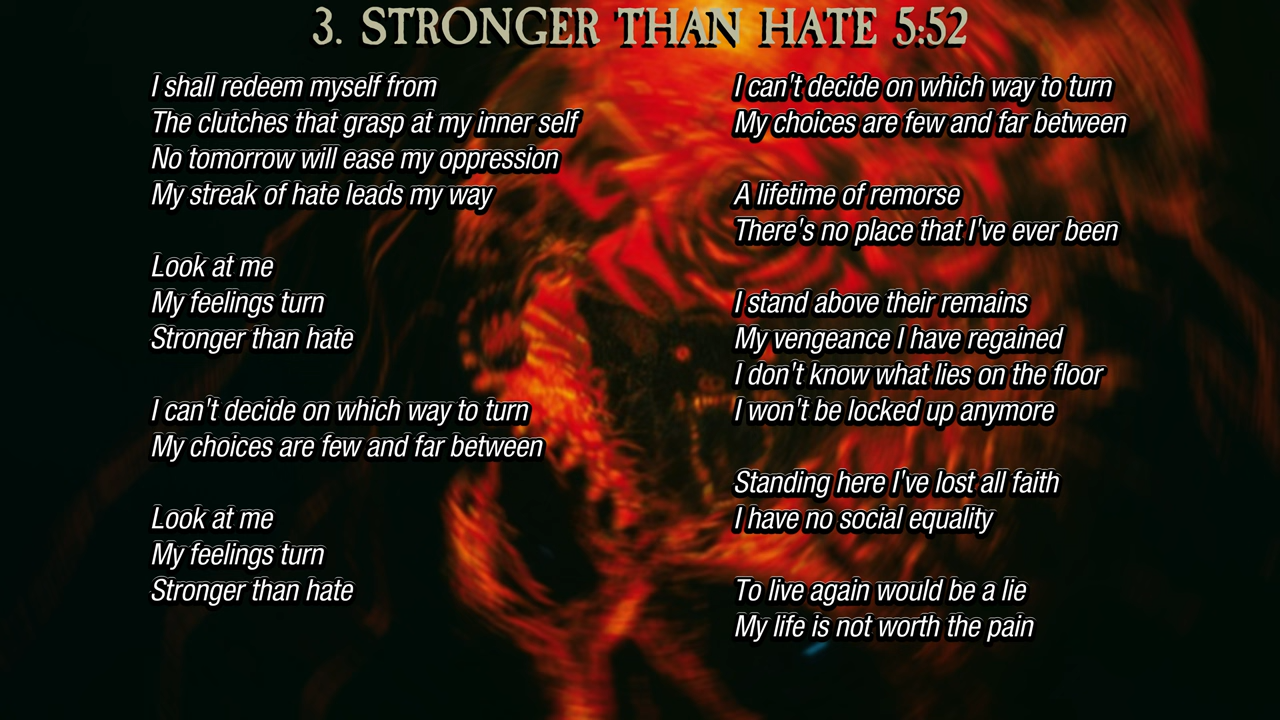 3. STRONGER THAN HATE 5:52
I shall redeem myself from
The clutches that grasp at my inner self
No tomorrow will ease my oppression
My streak of hate leads my way
Look at me
My feelings turn
Stronger than hate
I can't decide on which way to turn
My choices are few and far between
Look at me
My feelings turn
Stronger than hate
I can't decide on which way to turn
My choices are few and far between
A lifetime of remorse
There's no place that I've ever been
I stand above their remains
My vengeance I have regained
I don't know what lies on the floor
I won't be locked up anymore
Standing here I've lost all faith
I have no social equality
To live again would be a lie
My life is not worth the pain